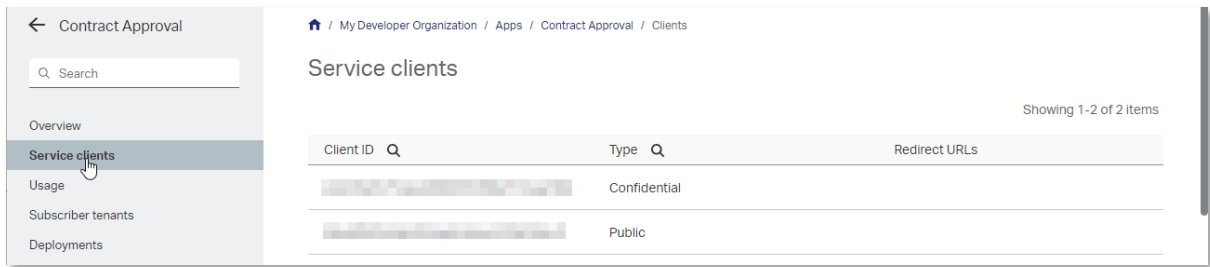 Contract Approval
Search
Overview
Service clients
Usage
Subscriber tenants
Deployments
/ My Developer Organization / Apps / Contract Approval / Clients
Service clients
Showing 1-2 of 2 items
Client ID Type Redirect URLs
Confidential
Public